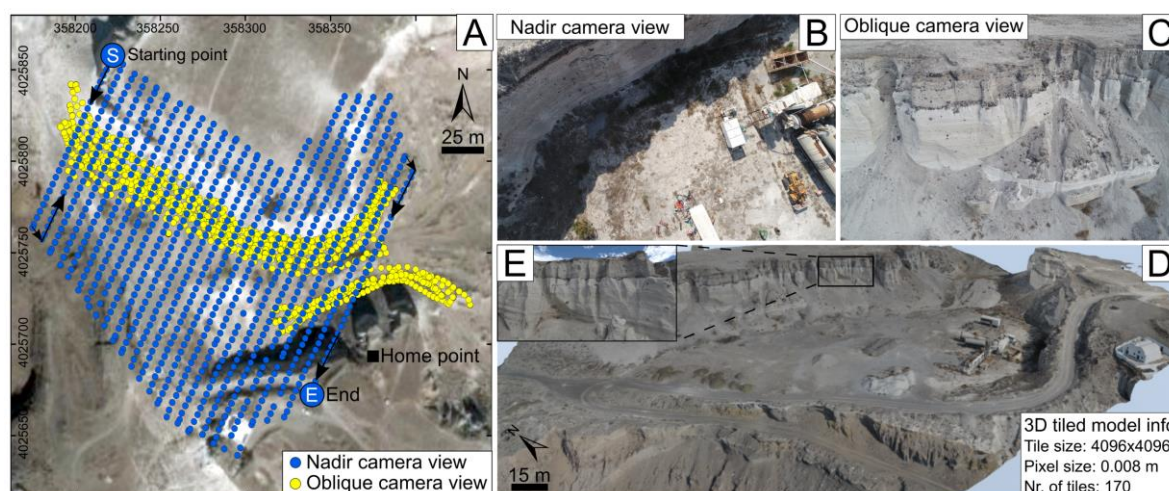 358200
358250
358300
358350
A
4025850
4025800
4025750
4025700
4025650
S
Starting point
N
25 m
Home point
E
End
Nadir camera view
Oblique camera view
Nadir camera view
B
Oblique camera view
C
E
D
N
15 m
3D tiled model info
Tile size: 4096x4096
Pixel size: 0.008 m
Nr. of tiles: 170